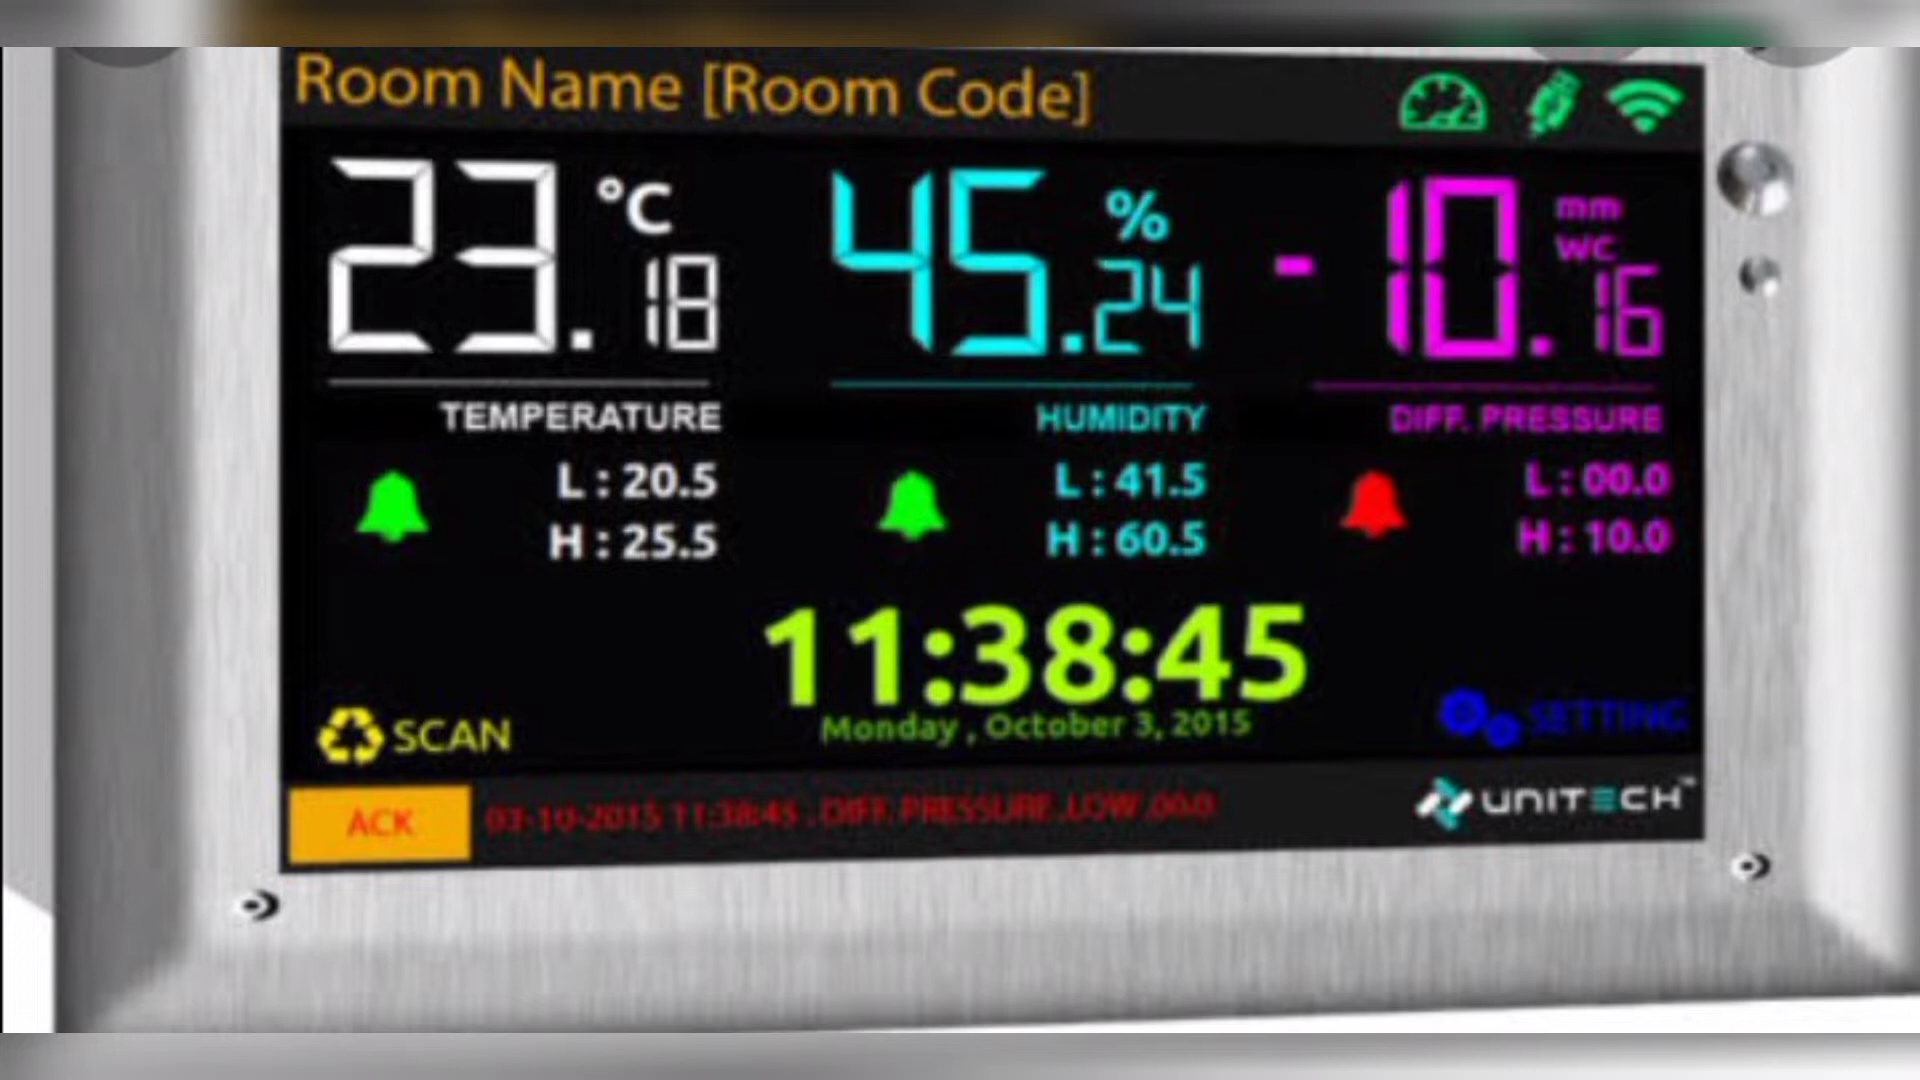 Room Name [Room Code]
23.18 °C
45.24 %
-10.16 mm WC
TEMPERATURE
HUMIDITY
DIFF. PRESSURE
L : 20.5
H : 25.5
L : 41.5
H : 60.5
L : 00.0
H : 10.0
11:38:45
Monday , October 3, 2015
SCAN
SETTING
ACK
03-10-2015 11:38:45 . DIFF. PRESSURE .LOW .00.0
UNITECH™